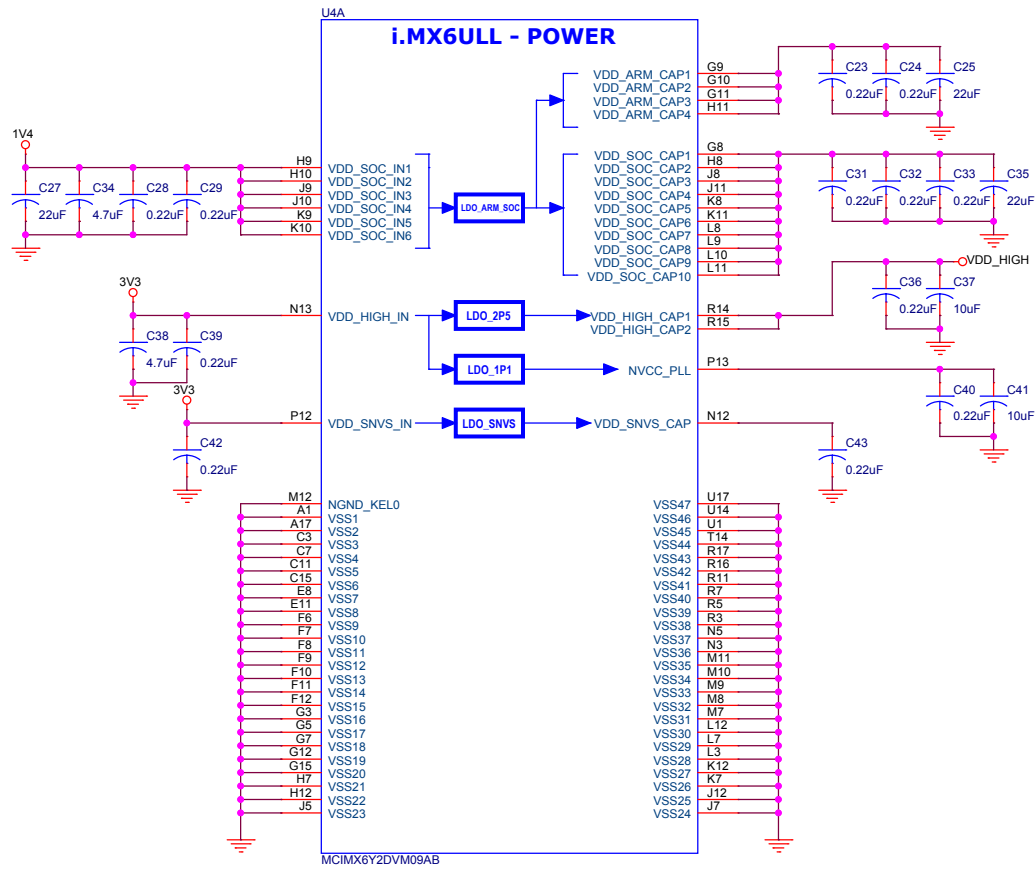 U4A
i.MX6ULL - POWER
1V4
C27
22uF
C34
4.7uF
C28
0.22uF
C29
0.22uF
H9 VDD_SOC_IN1
H10 VDD_SOC_IN2
J9 VDD_SOC_IN3
J10 VDD_SOC_IN4
K9 VDD_SOC_IN5
K10 VDD_SOC_IN6
LDO_ARM_SOC
VDD_ARM_CAP1 G9
VDD_ARM_CAP2 G10
VDD_ARM_CAP3 G11
VDD_ARM_CAP4 H11
C23
0.22uF
C24
0.22uF
C25
22uF
VDD_SOC_CAP1 G8
VDD_SOC_CAP2 H8
VDD_SOC_CAP3 J8
VDD_SOC_CAP4 J11
VDD_SOC_CAP5 K8
VDD_SOC_CAP6 K11
VDD_SOC_CAP7 L8
VDD_SOC_CAP8 L9
VDD_SOC_CAP9 L10
VDD_SOC_CAP10 L11
C31
0.22uF
C32
0.22uF
C33
0.22uF
C35
22uF
VDD_HIGH
C36
0.22uF
C37
10uF
3V3
N13 VDD_HIGH_IN
LDO_2P5
VDD_HIGH_CAP1 R14
VDD_HIGH_CAP2 R15
C38
4.7uF
C39
0.22uF
LDO_1P1
NVCC_PLL P13
C40
0.22uF
C41
10uF
3V3
P12 VDD_SNVS_IN
LDO_SNVS
VDD_SNVS_CAP N12
C42
0.22uF
C43
0.22uF
M12 NGND_KEL0
A1 VSS1
A17 VSS2
C3 VSS3
C7 VSS4
C11 VSS5
C15 VSS6
E8 VSS7
E11 VSS8
F6 VSS9
F7 VSS10
F8 VSS11
F9 VSS12
F10 VSS13
F11 VSS14
F12 VSS15
G3 VSS16
G5 VSS17
G7 VSS18
G12 VSS19
G15 VSS20
H7 VSS21
H12 VSS22
J5 VSS23
VSS47 U17
VSS46 U14
VSS45 U1
VSS44 T14
VSS43 R17
VSS42 R16
VSS41 R11
VSS40 R7
VSS39 R5
VSS38 R3
VSS37 N5
VSS36 N3
VSS35 M11
VSS34 M10
VSS33 M9
VSS32 M8
VSS31 M7
VSS30 L12
VSS29 L7
VSS28 L3
VSS27 K12
VSS26 K7
VSS25 J12
VSS24 J7
MCIMX6Y2DVM09AB